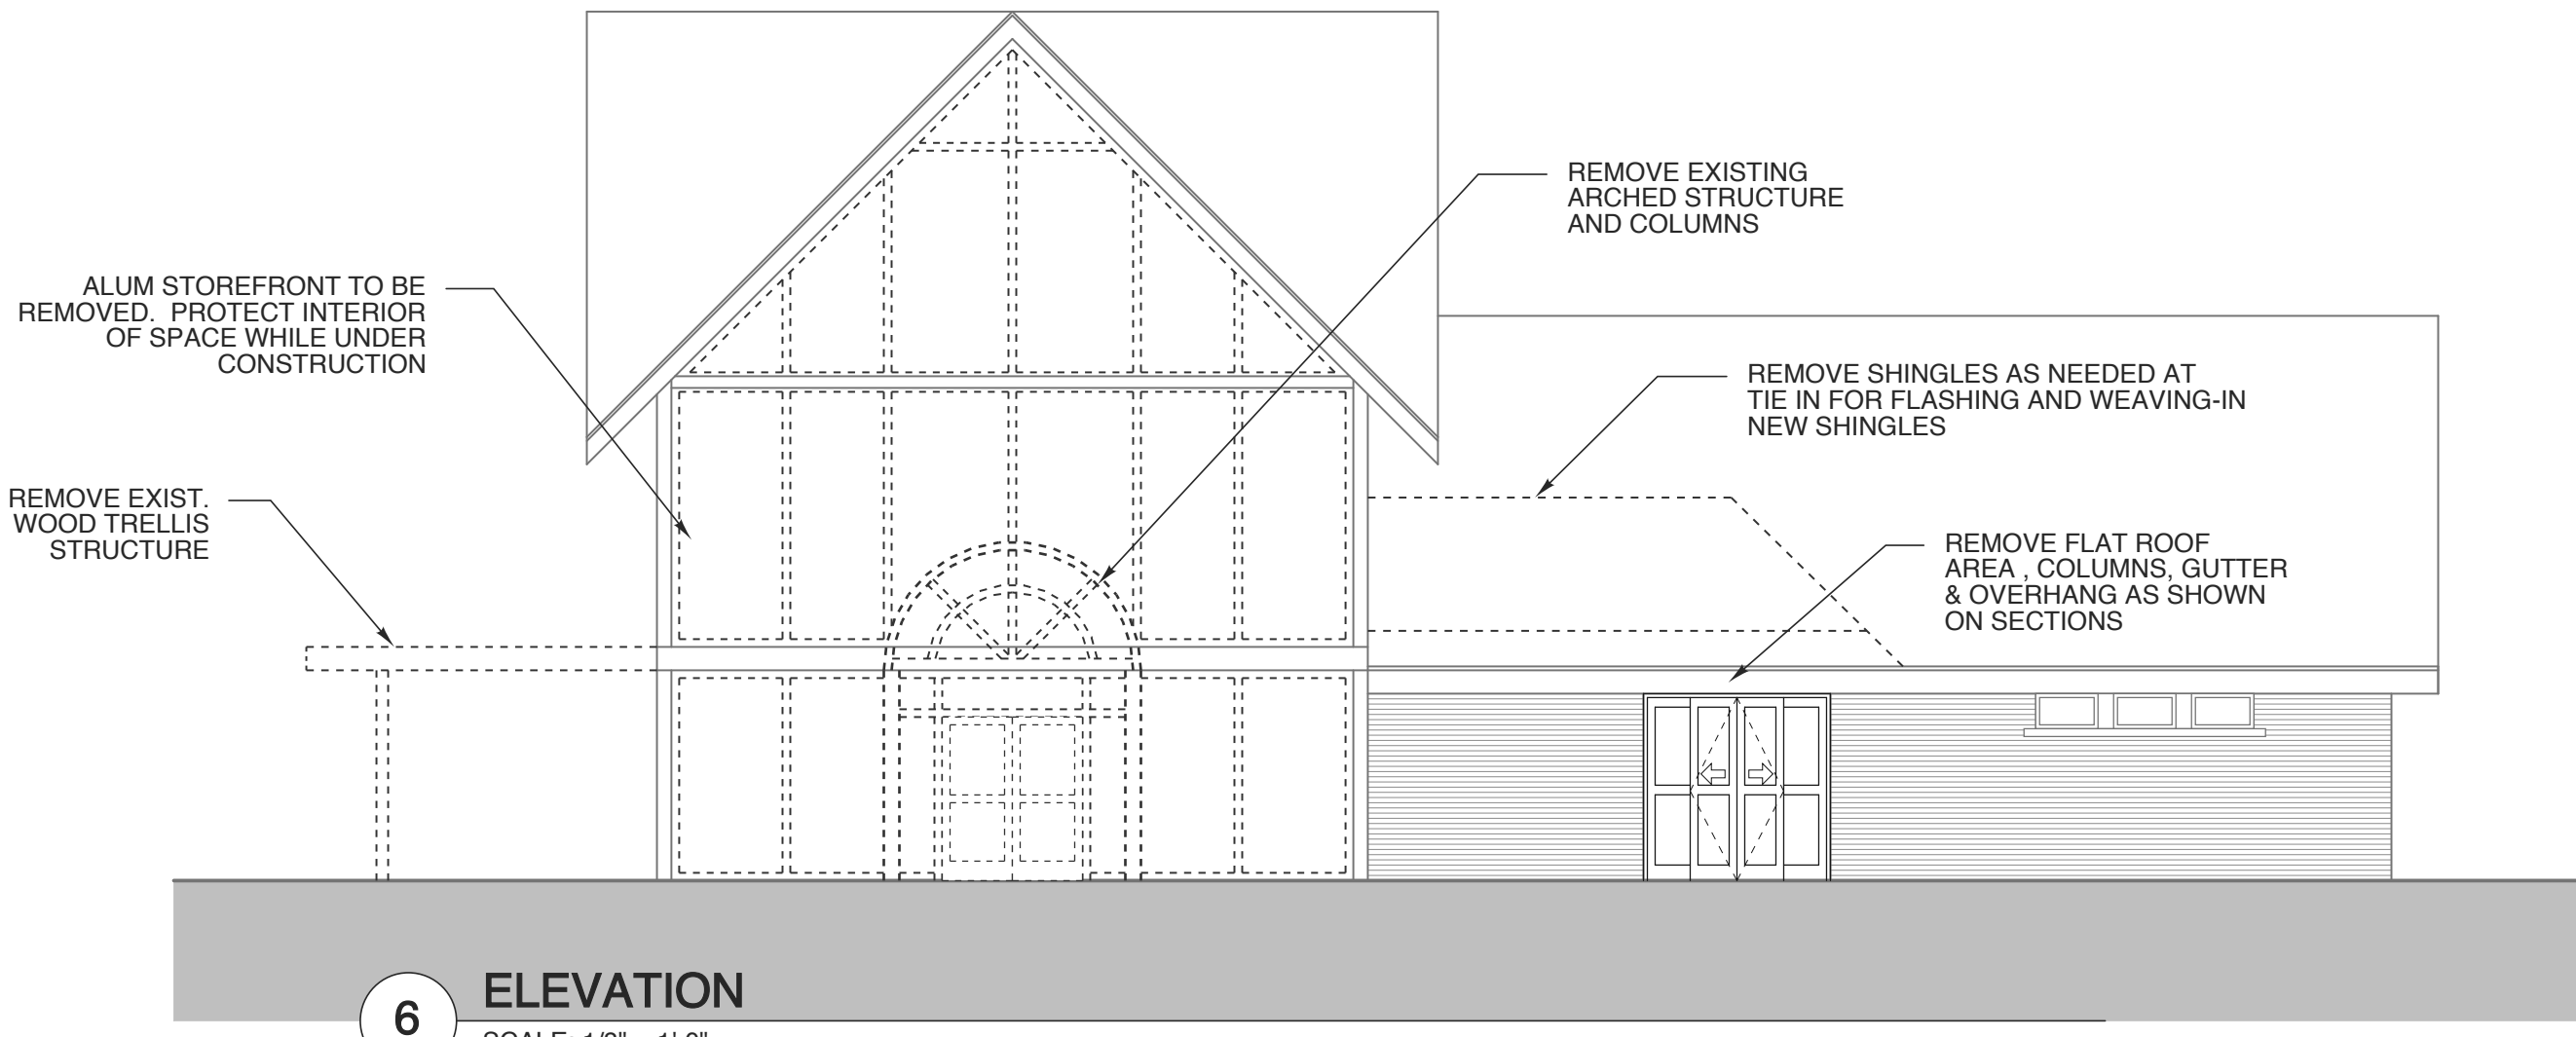 REMOVE EXISTING
ARCHED STRUCTURE
AND COLUMNS
ALUM STOREFRONT TO BE
REMOVED. PROTECT INTERIOR
OF SPACE WHILE UNDER
CONSTRUCTION
REMOVE SHINGLES AS NEEDED AT
TIE IN FOR FLASHING AND WEAVING-IN
NEW SHINGLES
REMOVE EXIST.
WOOD TRELLIS
STRUCTURE
REMOVE FLAT ROOF
AREA , COLUMNS, GUTTER
& OVERHANG AS SHOWN
ON SECTIONS
6
ELEVATION